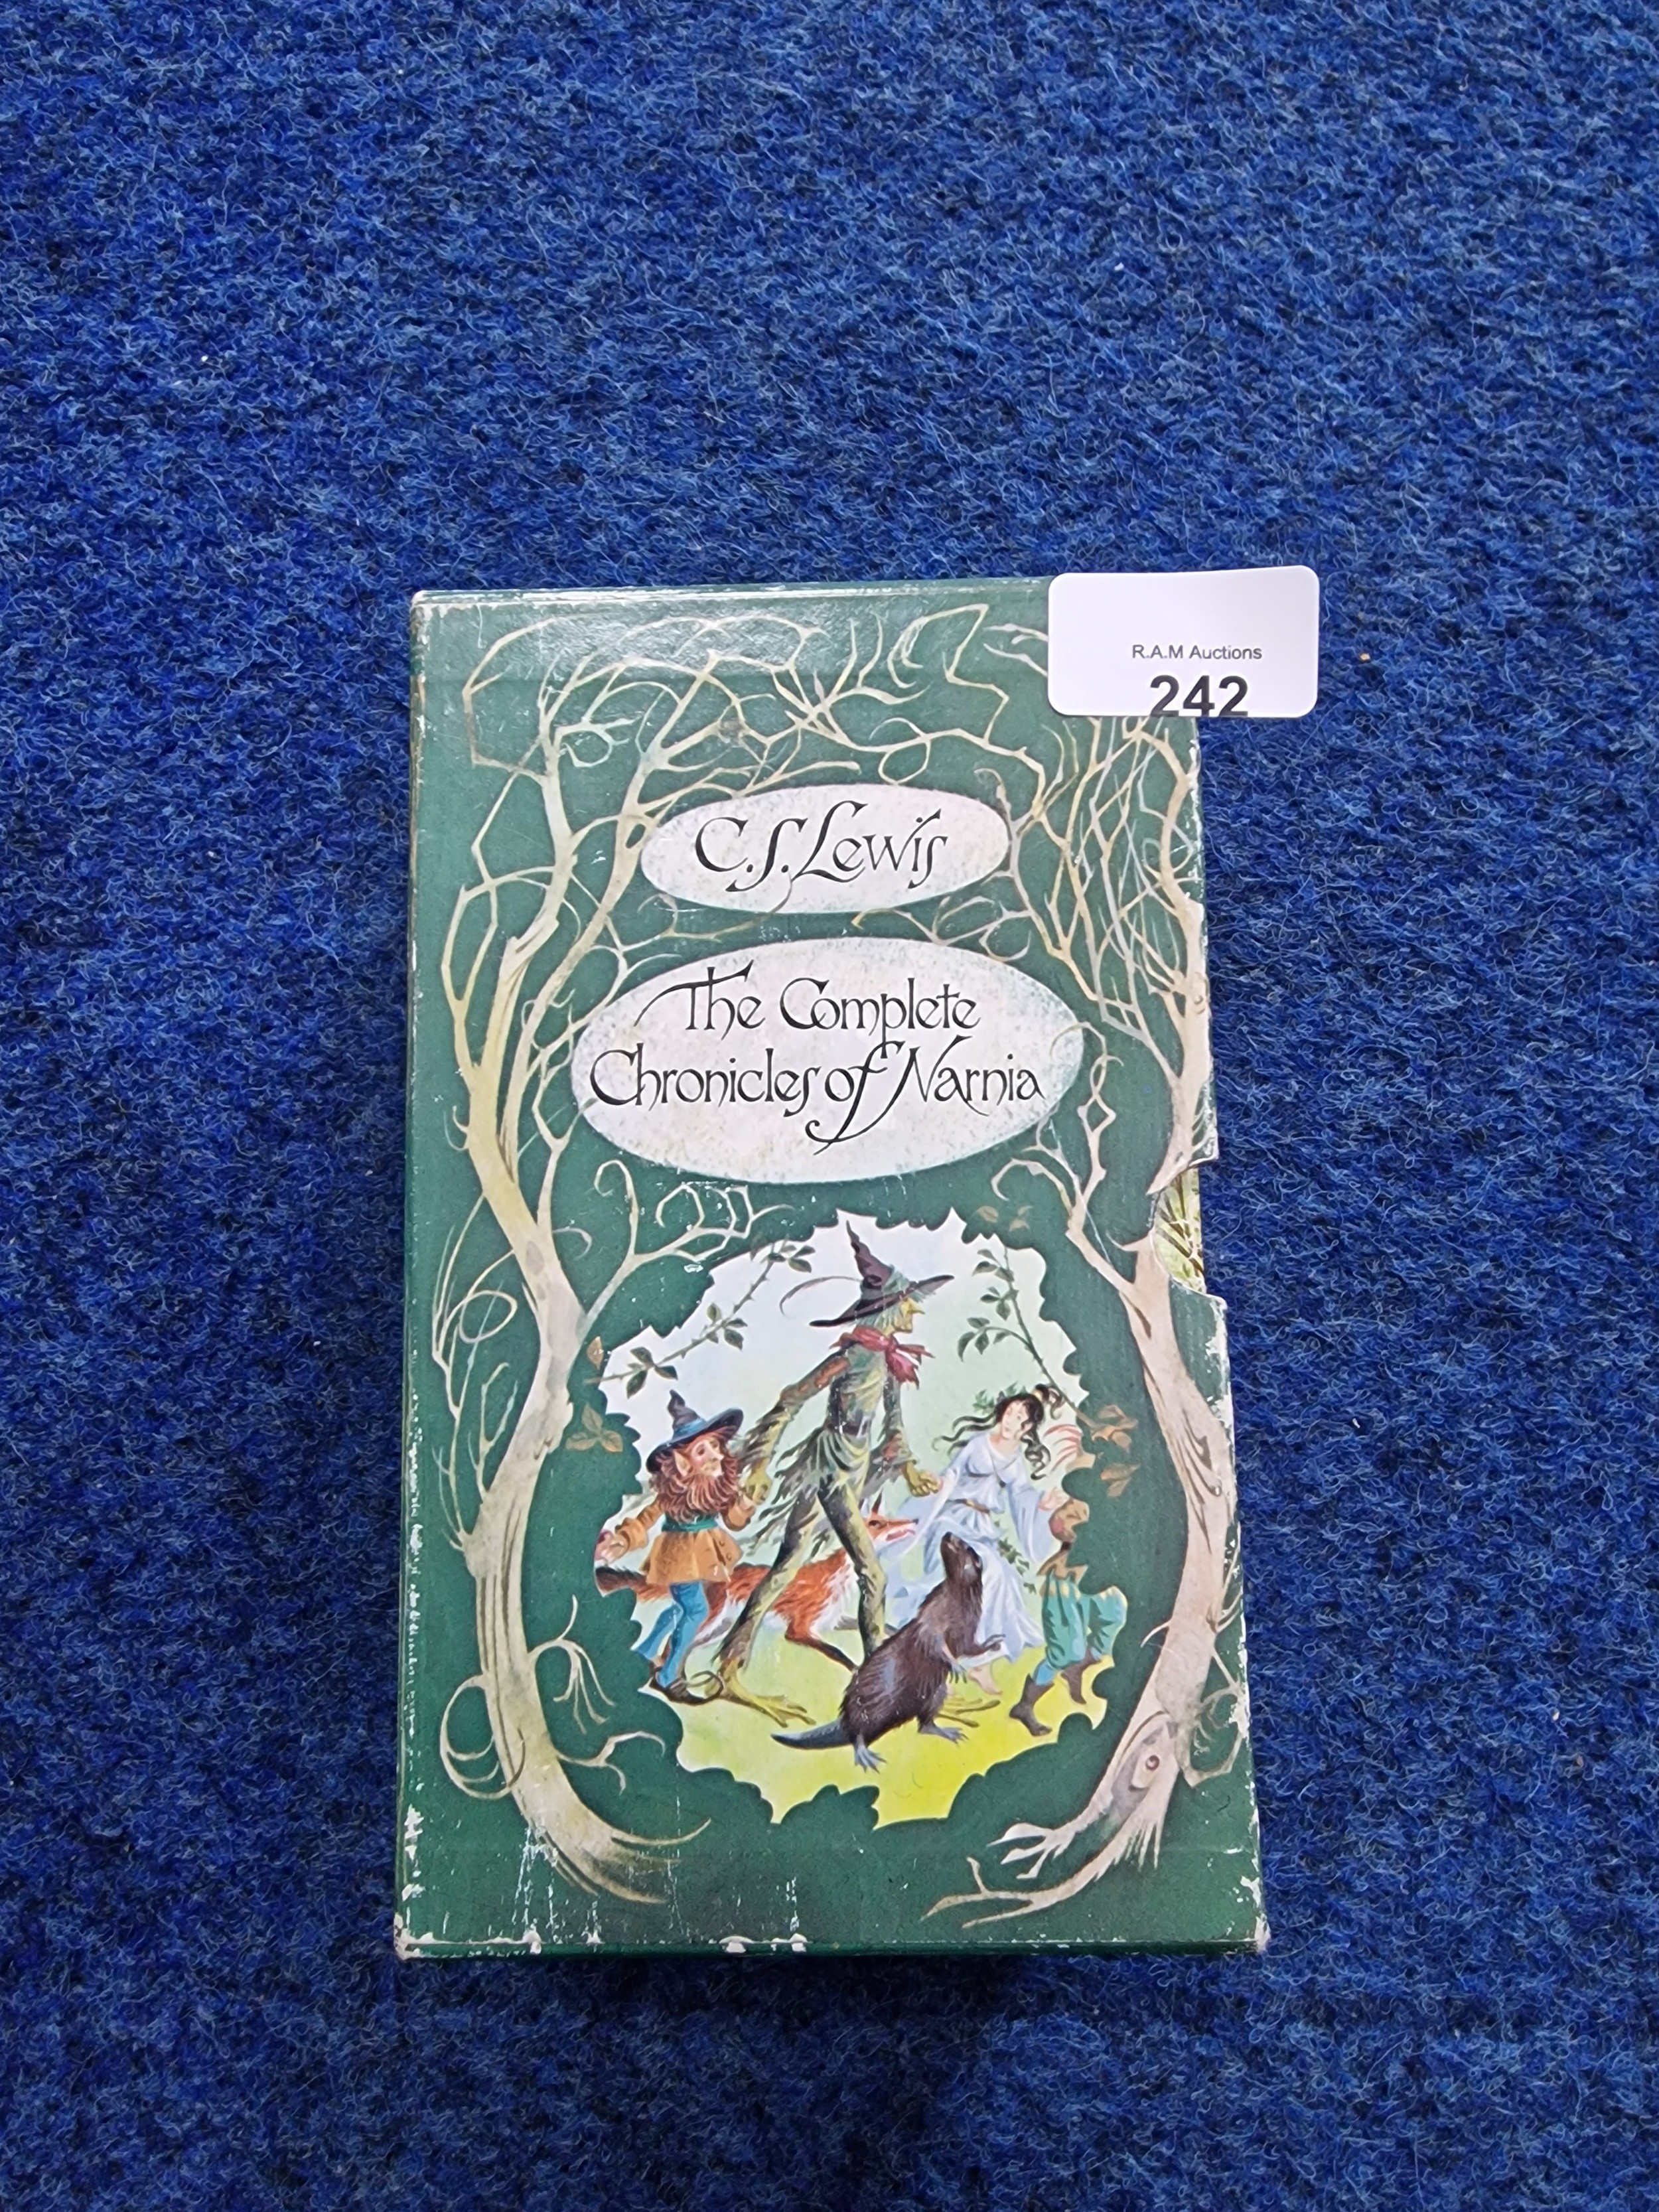 R.A.M Auctions
242
C.S. Lewis
The Complete
Chronicles of Narnia